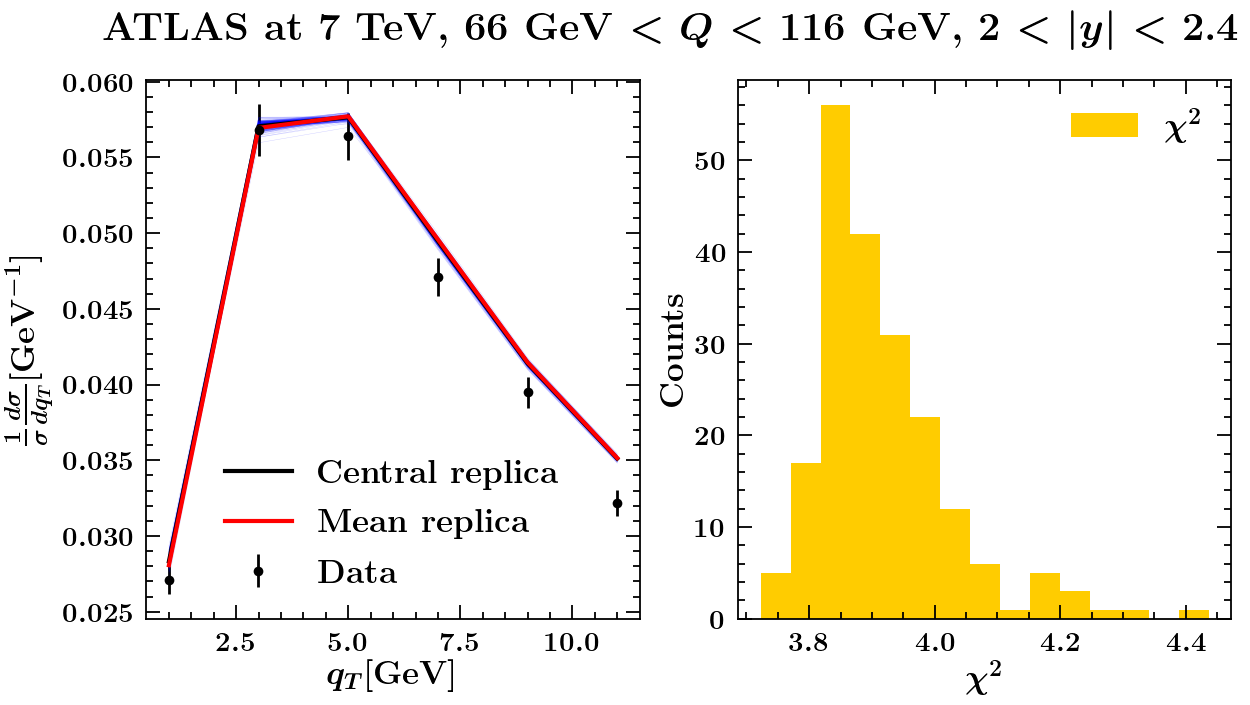 ATLAS at 7 TeV, 66 GeV < Q < 116 GeV, 2 < |y| < 2.4
0.060
0.055
0.050
0.045
0.040
0.035
0.030
0.025
1/σ dσ/dq_T [GeV⁻¹]
Central replica
Mean replica
Data
2.5 5.0 7.5 10.0
q_T[GeV]
χ²
50
40
30
20
10
0
Counts
3.8 4.0 4.2 4.4
χ²